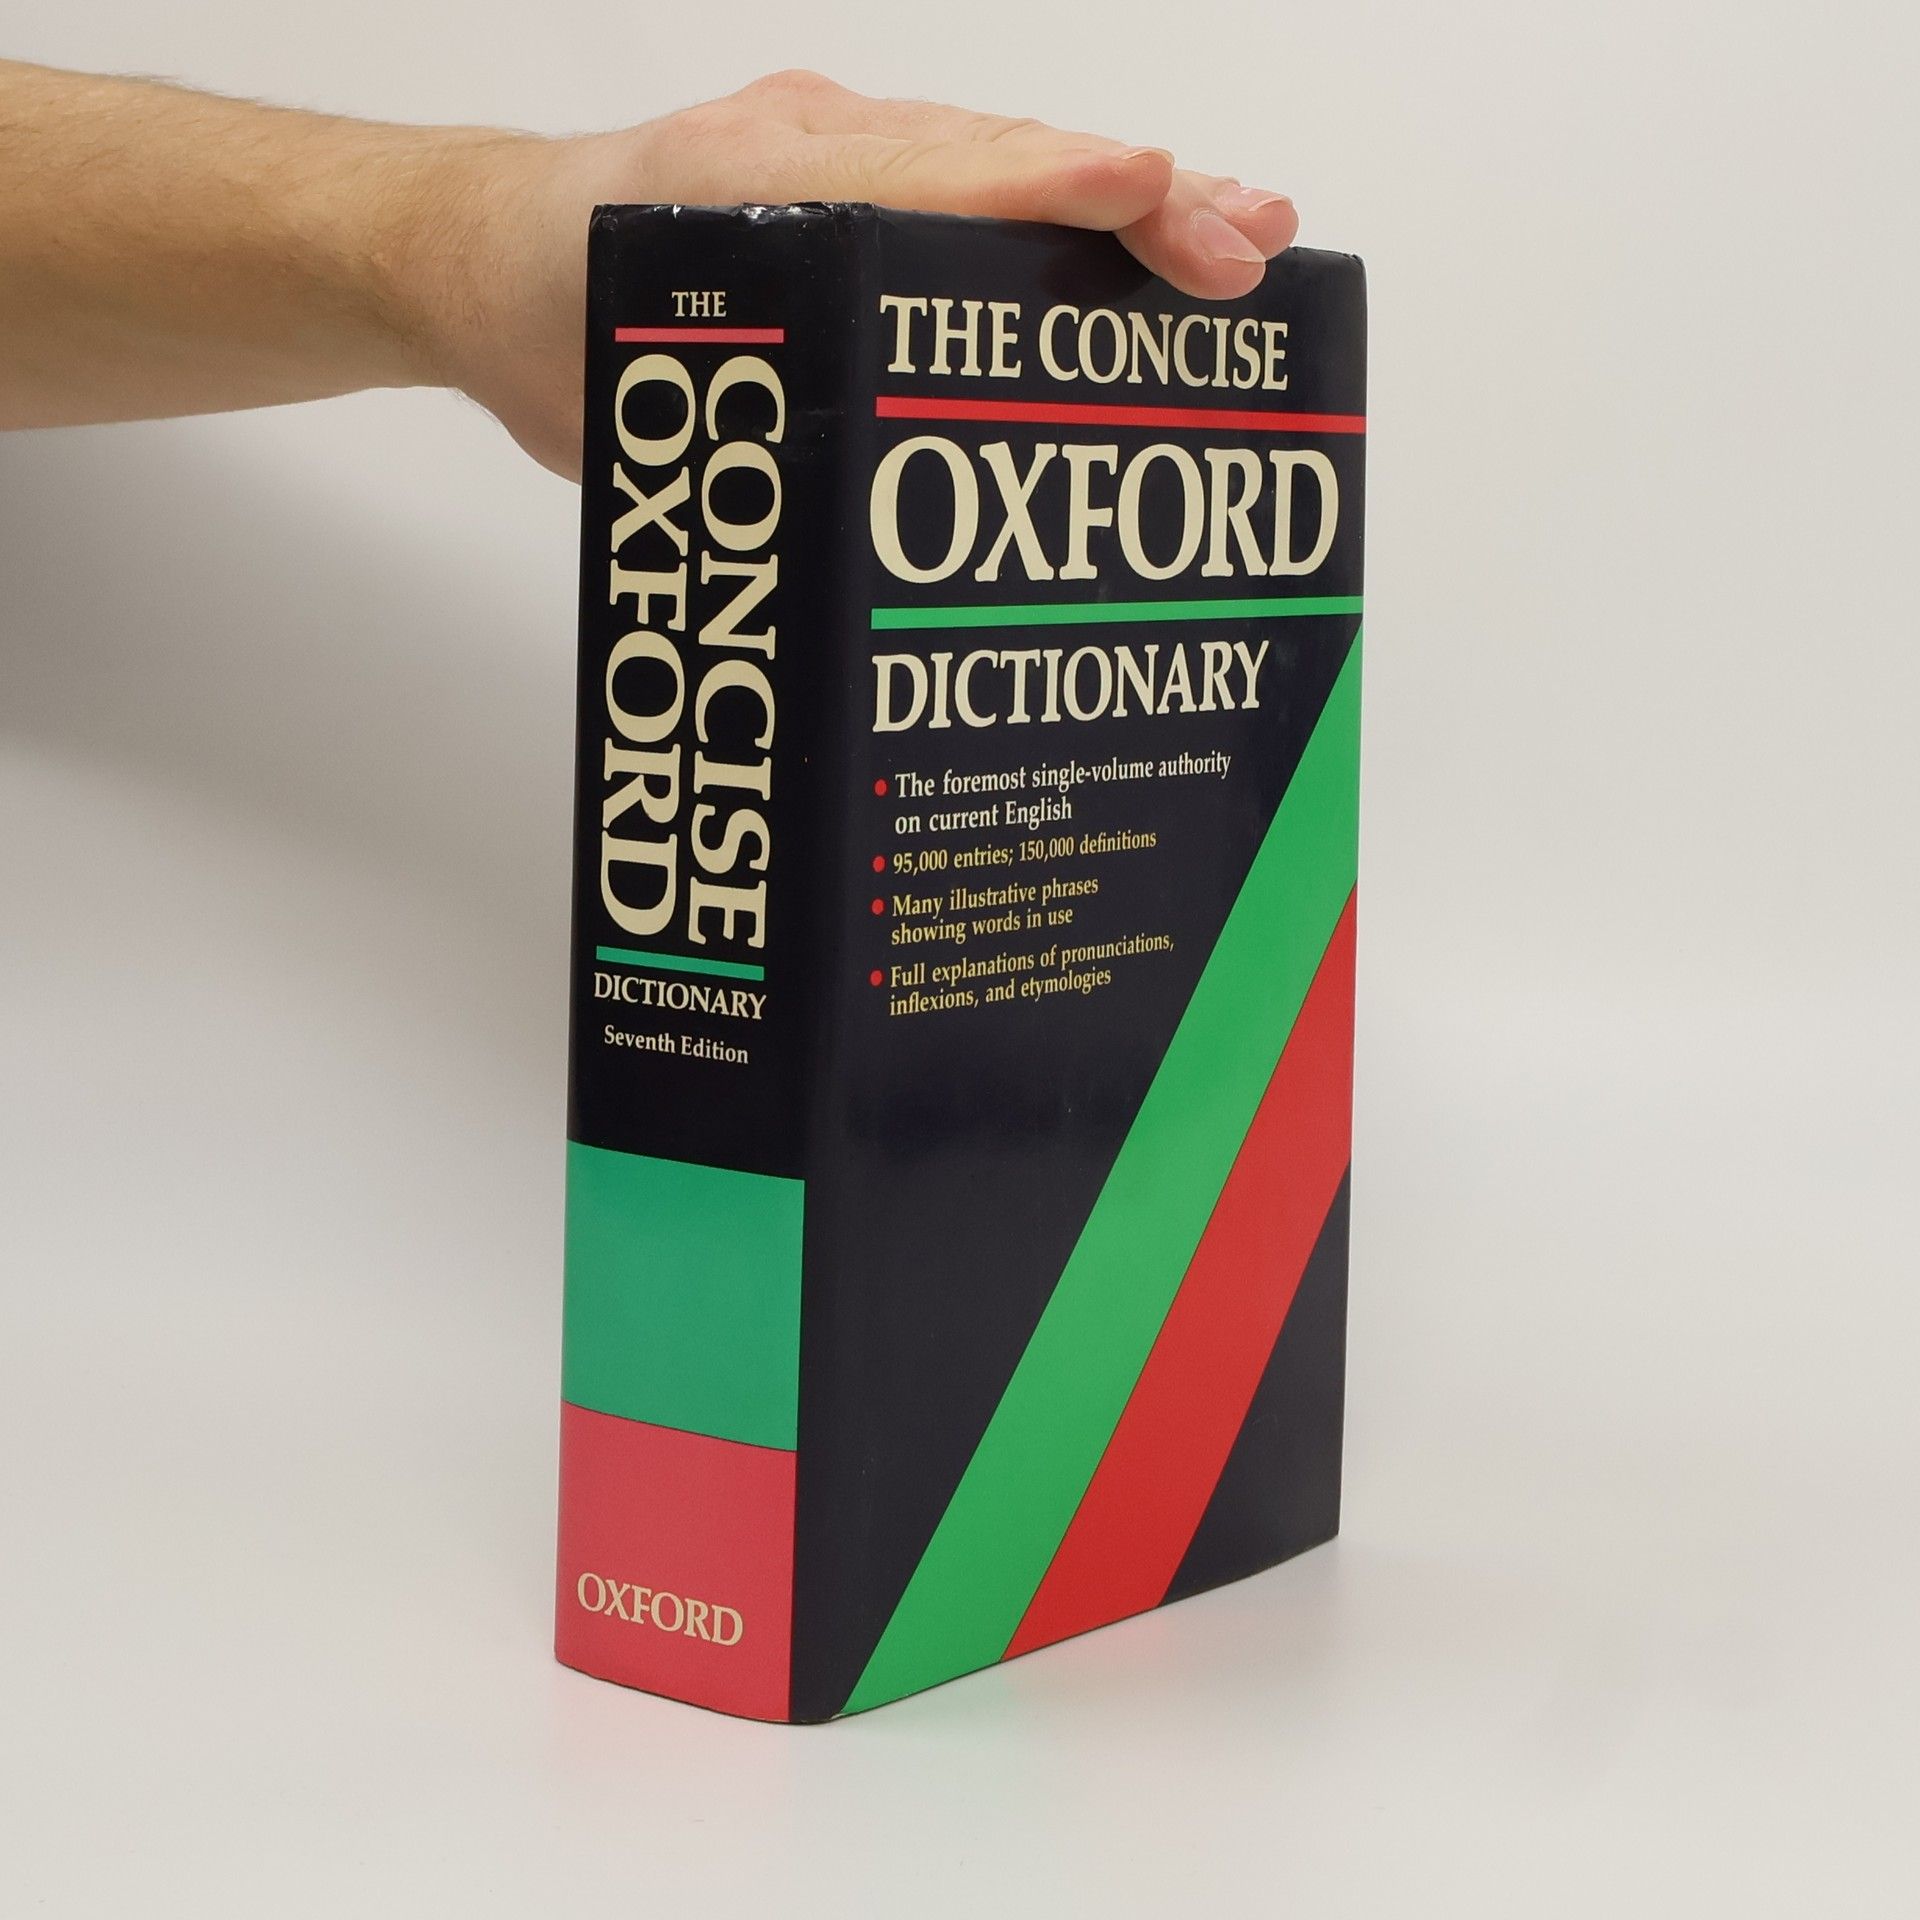 THE
CONCISE
OXFORD
DICTIONARY
Seventh Edition
OXFORD
THE CONCISE
OXFORD
DICTIONARY
The foremost single-volume authority
on current English
95,000 entries; 150,000 definitions
Many illustrative phrases
showing words in use
Full explanations of pronunciations,
inflexions, and etymologies